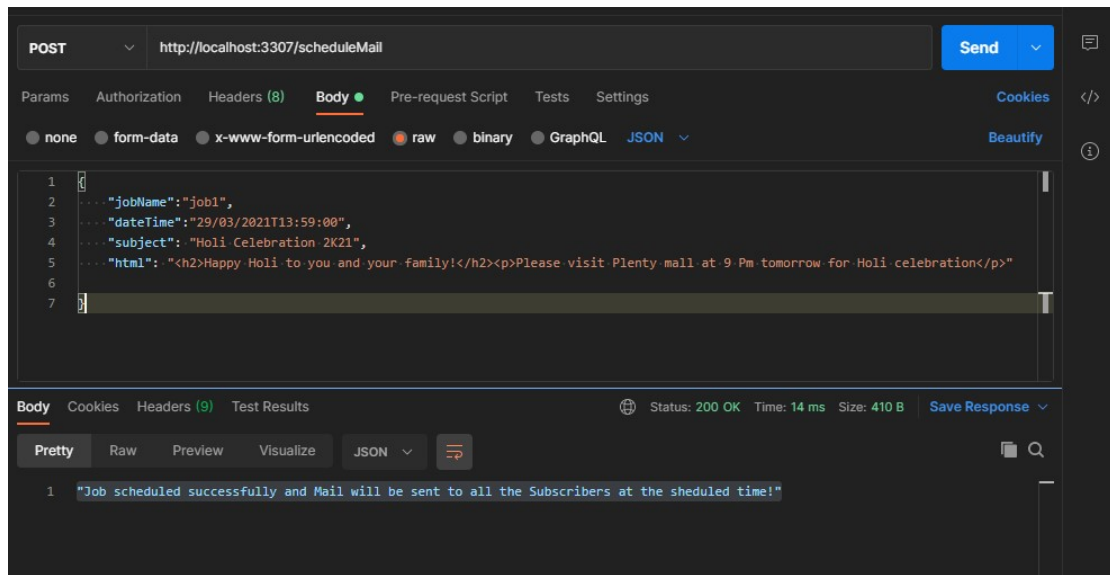 POST http://localhost:3307/scheduleMail Send
Params Authorization Headers (8) Body Pre-request Script Tests Settings Cookies
none form-data x-www-form-urlencoded raw binary GraphQL JSON Beautify
1 {
2 "jobName":"job1",
3 "dateTime":"29/03/2021T13:59:00",
4 "subject": "Holi Celebration 2K21",
5 "html": "<h2>Happy Holi to you and your family!</h2><p>Please visit Plenty mall at 9 Pm tomorrow for Holi celebration</p>"
6
7 }
Body Cookies Headers (9) Test Results Status: 200 OK Time: 14 ms Size: 410 B Save Response
Pretty Raw Preview Visualize JSON
1 "Job scheduled successfully and Mail will be sent to all the Subscribers at the sheduled time!"